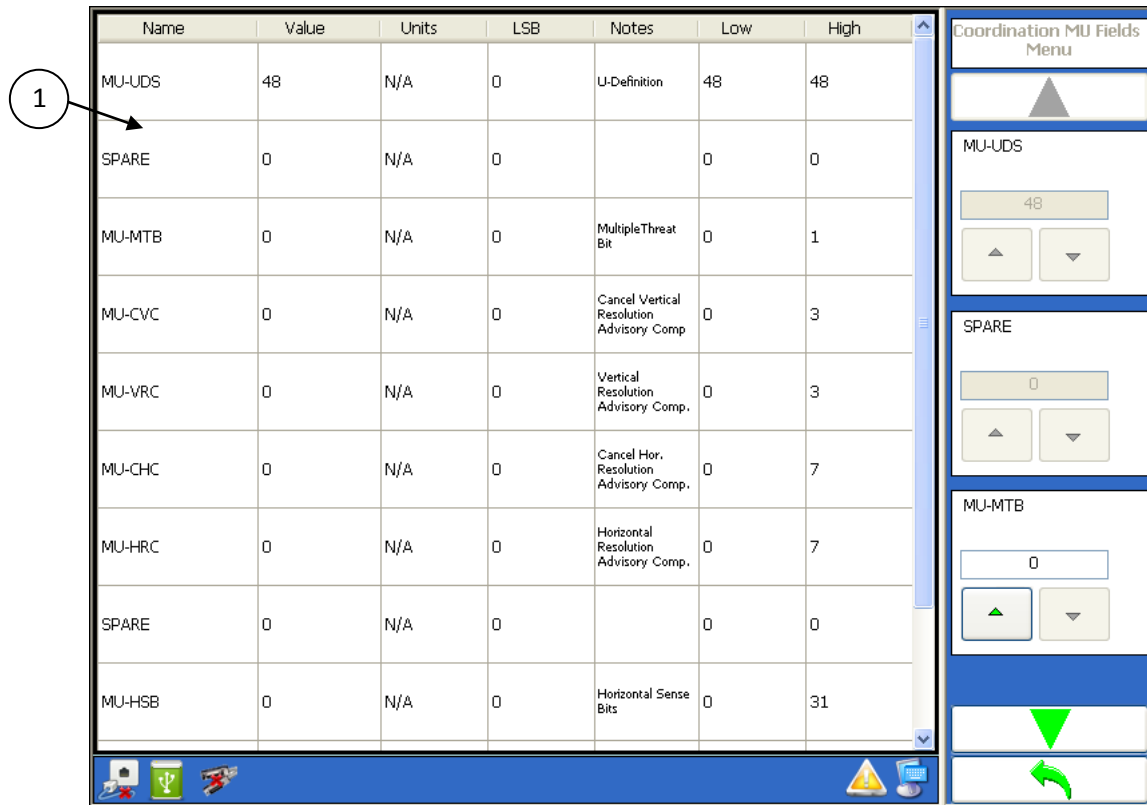 Name Value Units LSB Notes Low High
MU-UDS 48 N/A 0 U-Definition 48 48
1
SPARE 0 N/A 0 0 0
MU-MTB 0 N/A 0 MultipleThreat
Bit 0 1
MU-CVC 0 N/A 0 Cancel Vertical
Resolution
Advisory Comp 0 3
MU-VRC 0 N/A 0 Vertical
Resolution
Advisory Comp. 0 3
MU-CHC 0 N/A 0 Cancel Hor.
Resolution
Advisory Comp. 0 7
MU-HRC 0 N/A 0 Horizontal
Resolution
Advisory Comp. 0 7
SPARE 0 N/A 0 0 0
MU-HSB 0 N/A 0 Horizontal Sense
Bits 0 31
Coordination MU Fields
Menu
MU-UDS
48
SPARE
0
MU-MTB
0